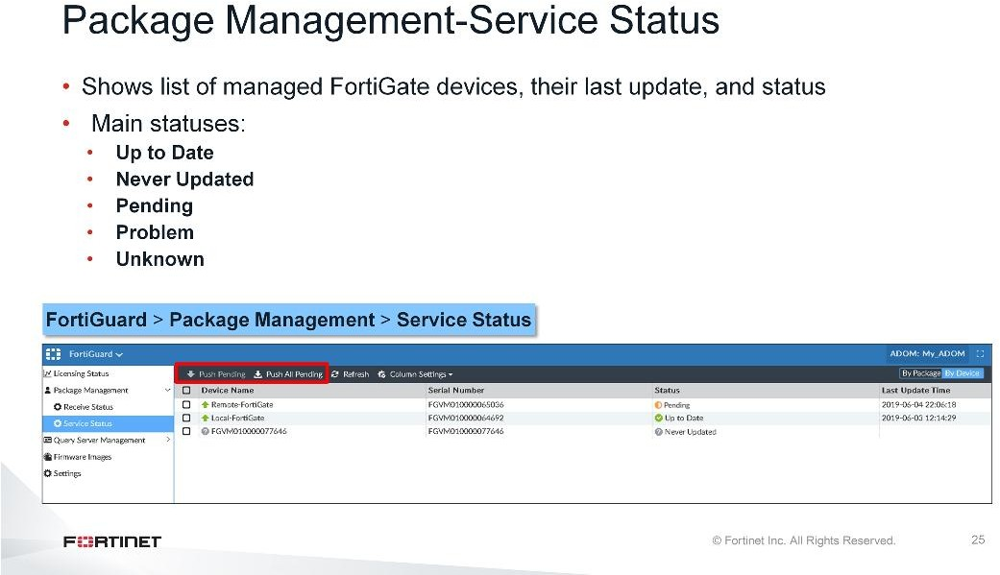 Package Management-Service Status
• Shows list of managed FortiGate devices, their last update, and status
• Main statuses:
• Up to Date
• Never Updated
• Pending
• Problem
• Unknown
FortiGuard > Package Management > Service Status
FortiGuard ADOM: My_ADOM
Licensing Status
Package Management
Receive Status
Service Status
Query Server Management
Firmware Images
Settings
Push Pending Push All Pending Refresh Column Settings By Package By Device
Device Name Serial Number Status Last Update Time
Remote-FortiGate FGVM010000065036 Pending 2019-06-04 22:06:18
Local-FortiGate FGVM010000064692 Up to Date 2019-06-03 12:14:29
FGVM010000077646 FGVM010000077646 Never Updated
FORTINET
© Fortinet Inc. All Rights Reserved. 25